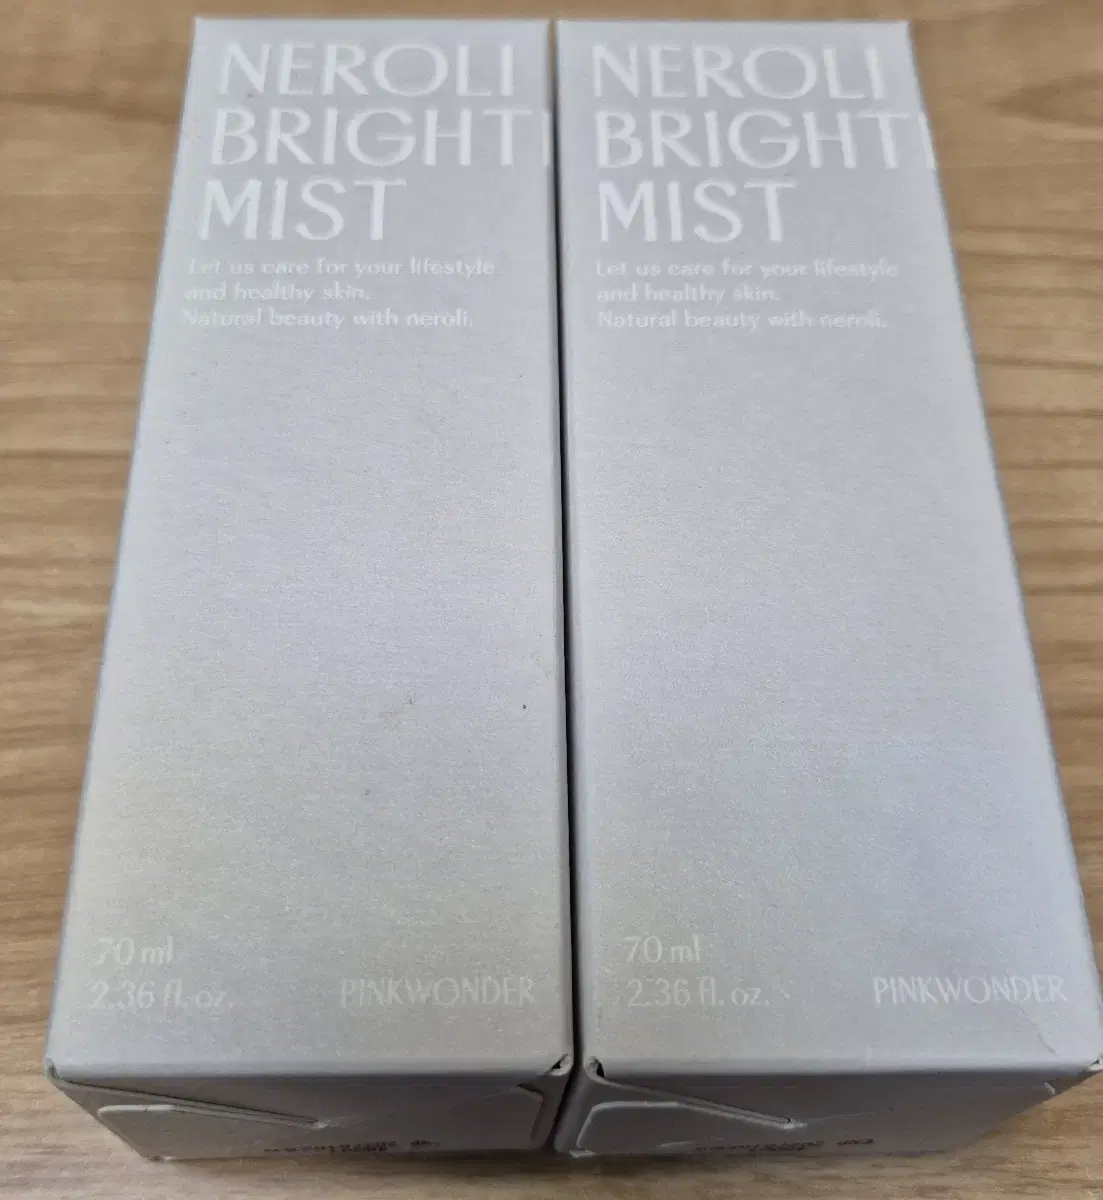 NEROLI
BRIGHT
MIST
Let us care for your lifestyle
and healthy skin.
Natural beauty with neroli.
70 ml
2.36 fl. oz.
PINKWONDER
NEROLI
BRIGHT
MIST
Let us care for your lifestyle
and healthy skin.
Natural beauty with neroli.
70 ml
2.36 fl. oz.
PINKWONDER